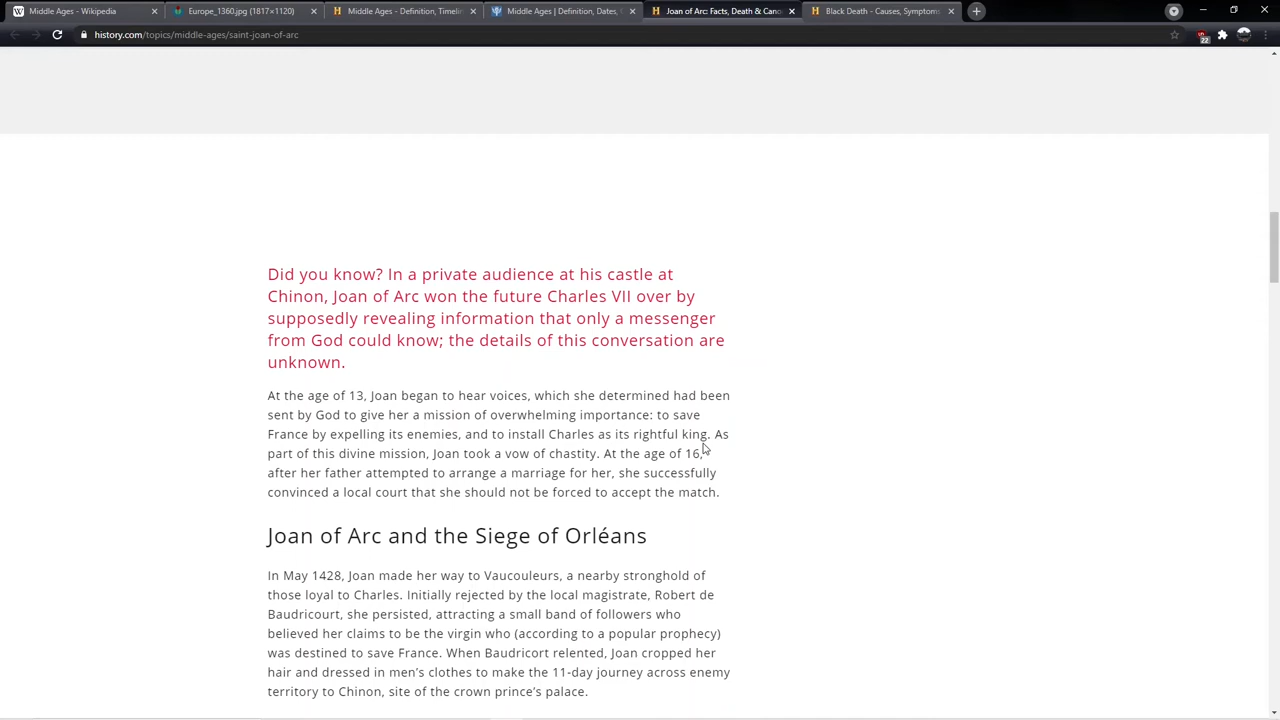 Middle Ages - Wikipedia
Europe_1360.jpg (1817×1120)
Middle Ages - Definition, Timelin
Middle Ages | Definition, Dates,
Joan of Arc: Facts, Death & Cano
Black Death - Causes, Symptoms
history.com/topics/middle-ages/saint-joan-of-arc
22
Did you know? In a private audience at his castle at
Chinon, Joan of Arc won the future Charles VII over by
supposedly revealing information that only a messenger
from God could know; the details of this conversation are
unknown.
At the age of 13, Joan began to hear voices, which she determined had been
sent by God to give her a mission of overwhelming importance: to save
France by expelling its enemies, and to install Charles as its rightful king. As
part of this divine mission, Joan took a vow of chastity. At the age of 16,
after her father attempted to arrange a marriage for her, she successfully
convinced a local court that she should not be forced to accept the match.
Joan of Arc and the Siege of Orléans
In May 1428, Joan made her way to Vaucouleurs, a nearby stronghold of
those loyal to Charles. Initially rejected by the local magistrate, Robert de
Baudricourt, she persisted, attracting a small band of followers who
believed her claims to be the virgin who (according to a popular prophecy)
was destined to save France. When Baudricort relented, Joan cropped her
hair and dressed in men's clothes to make the 11-day journey across enemy
territory to Chinon, site of the crown prince's palace.